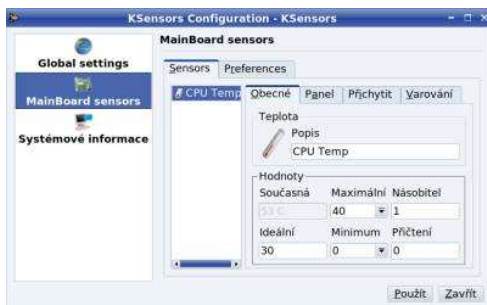 KSensors Configuration - KSensors
Global settings
MainBoard sensors
Systémové informace
MainBoard sensors
Sensors Preferences
CPU Temp
Obecné Panel Přichytit Varování
Teplota
Popis
CPU Temp
Hodnoty
Současná Maximální Násobitel
53 C 40 1
Ideální Minimum Přičtení
30 0 0
Použít Zavřít